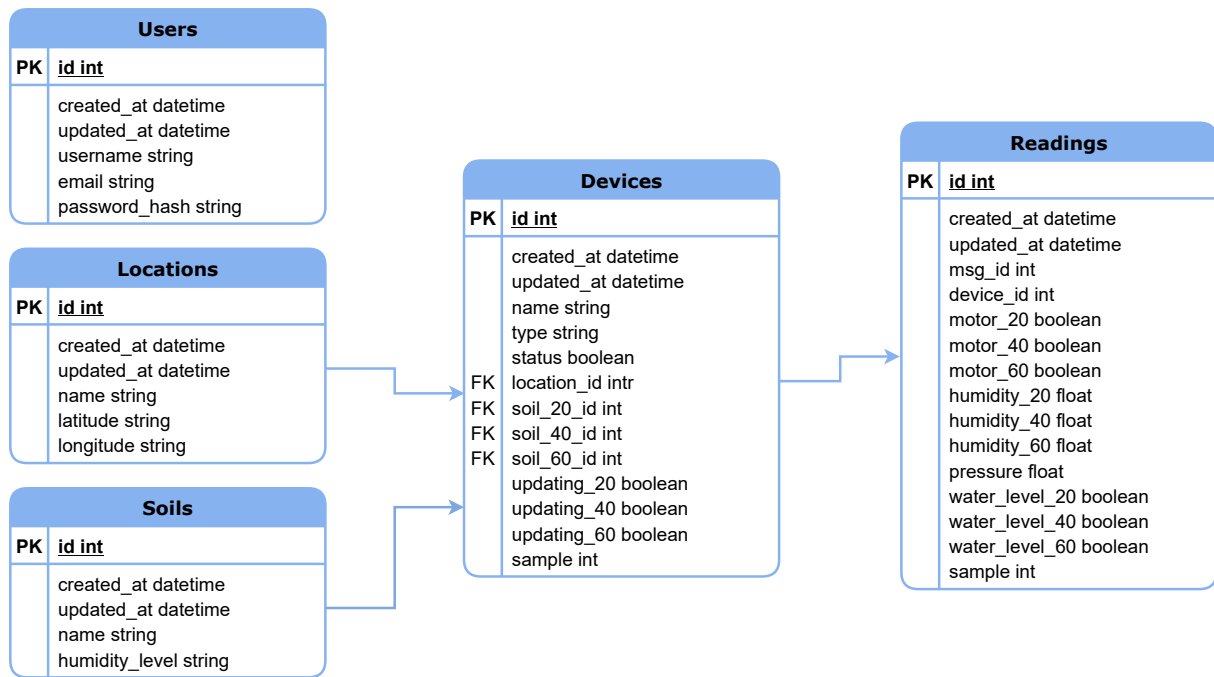 Users
PK id int
created_at datetime
updated_at datetime
username string
email string
password_hash string
Locations
PK id int
created_at datetime
updated_at datetime
name string
latitude string
longitude string
Soils
PK id int
created_at datetime
updated_at datetime
name string
humidity_level string
Devices
PK id int
created_at datetime
updated_at datetime
name string
type string
status boolean
FK location_id intr
FK soil_20_id int
FK soil_40_id int
FK soil_60_id int
updating_20 boolean
updating_40 boolean
updating_60 boolean
sample int
Readings
PK id int
created_at datetime
updated_at datetime
msg_id int
device_id int
motor_20 boolean
motor_40 boolean
motor_60 boolean
humidity_20 float
humidity_40 float
humidity_60 float
pressure float
water_level_20 boolean
water_level_40 boolean
water_level_60 boolean
sample int